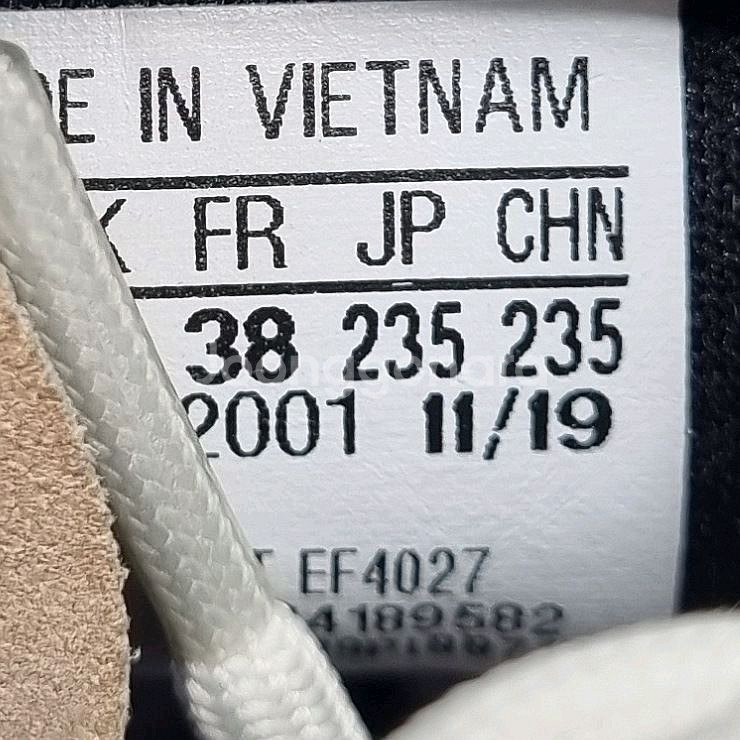 IN VIETNAM
FR JP CHN
38 235 235
2001 11/19
EF4027
4189582